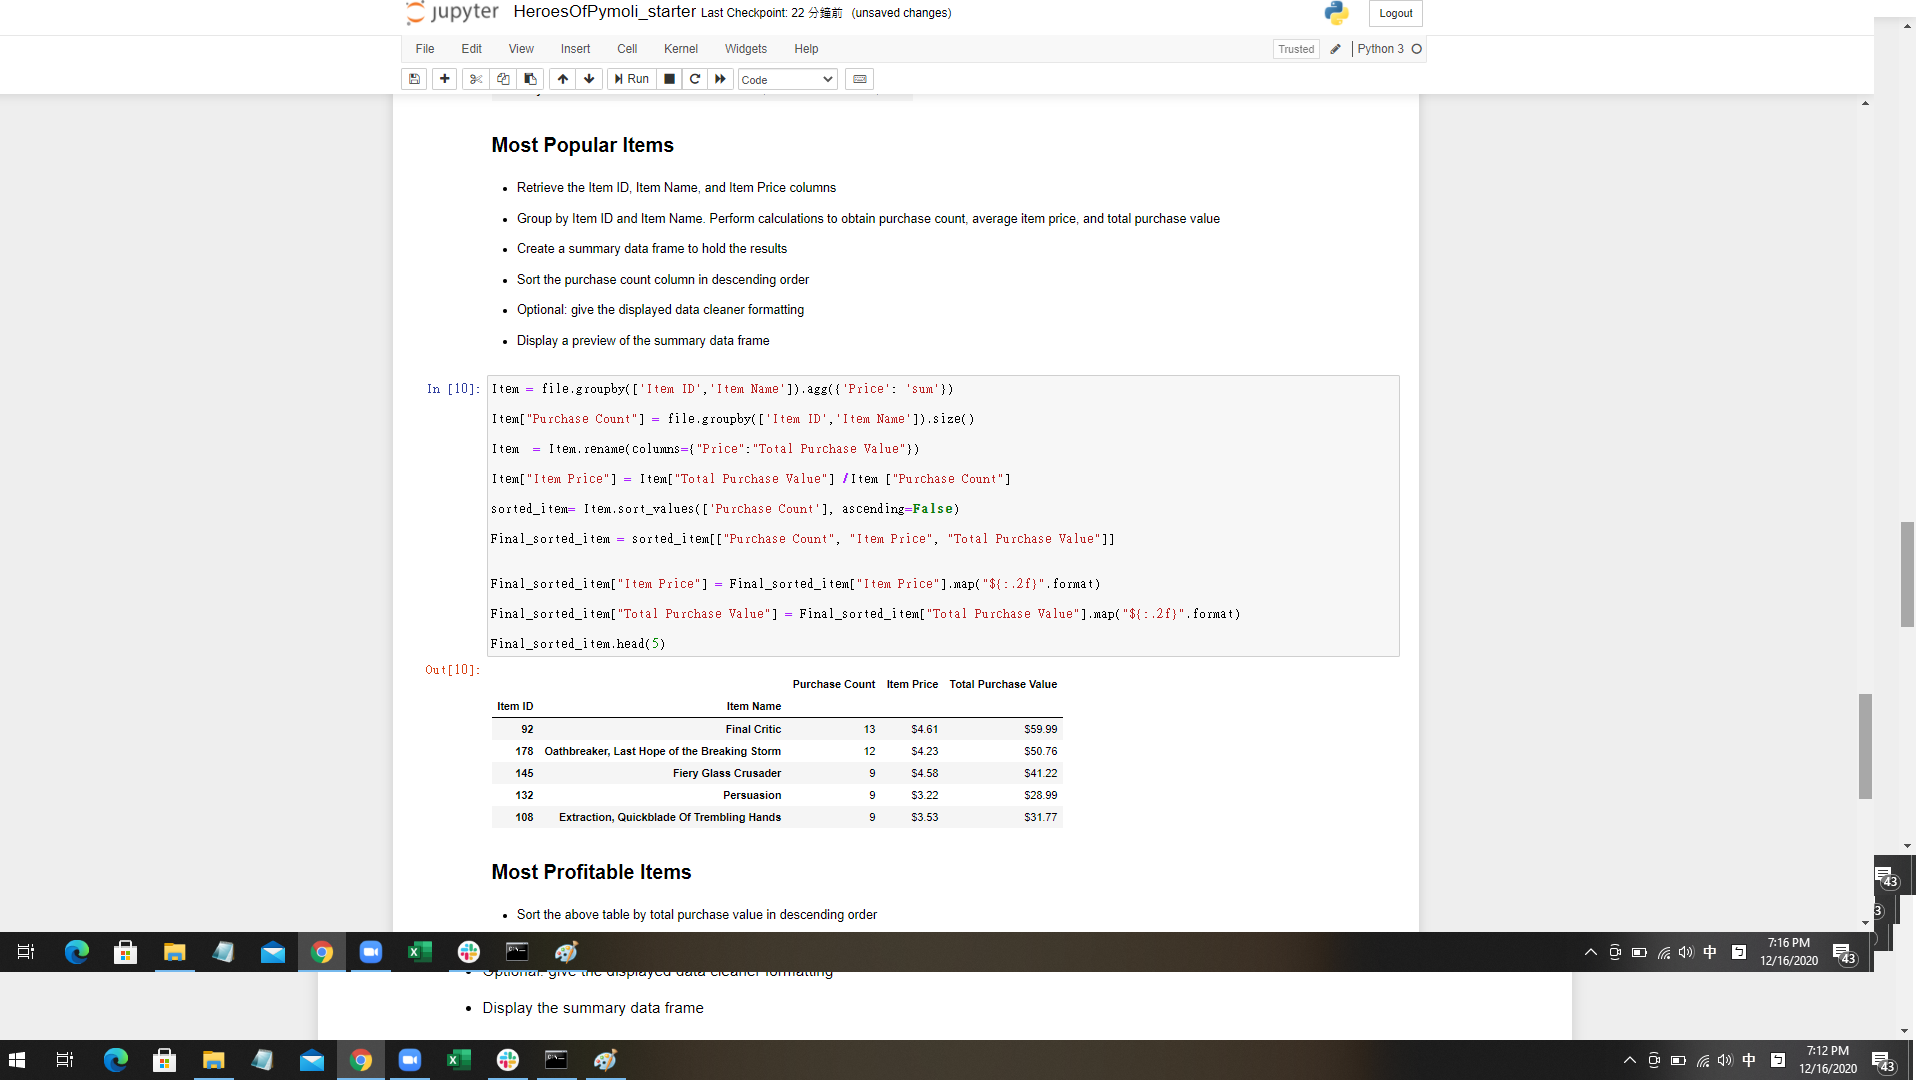 jupyter HeroesOfPymoli_starter Last Checkpoint: 22 分鐘前 (unsaved changes)
Logout
File Edit View Insert Cell Kernel Widgets Help
Trusted Python 3
Run Code
Most Popular Items
• Retrieve the Item ID, Item Name, and Item Price columns
• Group by Item ID and Item Name. Perform calculations to obtain purchase count, average item price, and total purchase value
• Create a summary data frame to hold the results
• Sort the purchase count column in descending order
• Optional: give the displayed data cleaner formatting
• Display a preview of the summary data frame
In [10]: Item = file.groupby(['Item ID','Item Name']).agg({'Price': 'sum'})
Item["Purchase Count"] = file.groupby(['Item ID','Item Name']).size()
Item  = Item.rename(columns={"Price":"Total Purchase Value"})
Item["Item Price"] = Item["Total Purchase Value"] /Item ["Purchase Count"]
sorted_item= Item.sort_values(['Purchase Count'], ascending=False)
Final_sorted_item = sorted_item[["Purchase Count", "Item Price", "Total Purchase Value"]]
Final_sorted_item["Item Price"] = Final_sorted_item["Item Price"].map("${:.2f}".format)
Final_sorted_item["Total Purchase Value"] = Final_sorted_item["Total Purchase Value"].map("${:.2f}".format)
Final_sorted_item.head(5)
Out[10]:
Purchase Count Item Price Total Purchase Value
Item ID Item Name
92 Final Critic 13 $4.61 $59.99
178 Oathbreaker, Last Hope of the Breaking Storm 12 $4.23 $50.76
145 Fiery Glass Crusader 9 $4.58 $41.22
132 Persuasion 9 $3.22 $28.99
108 Extraction, Quickblade Of Trembling Hands 9 $3.53 $31.77
Most Profitable Items
43
3
• Sort the above table by total purchase value in descending order
中 7:16 PM
12/16/2020 43
• Optional: give the displayed data cleaner formatting
• Display the summary data frame
中 7:12 PM
12/16/2020 43